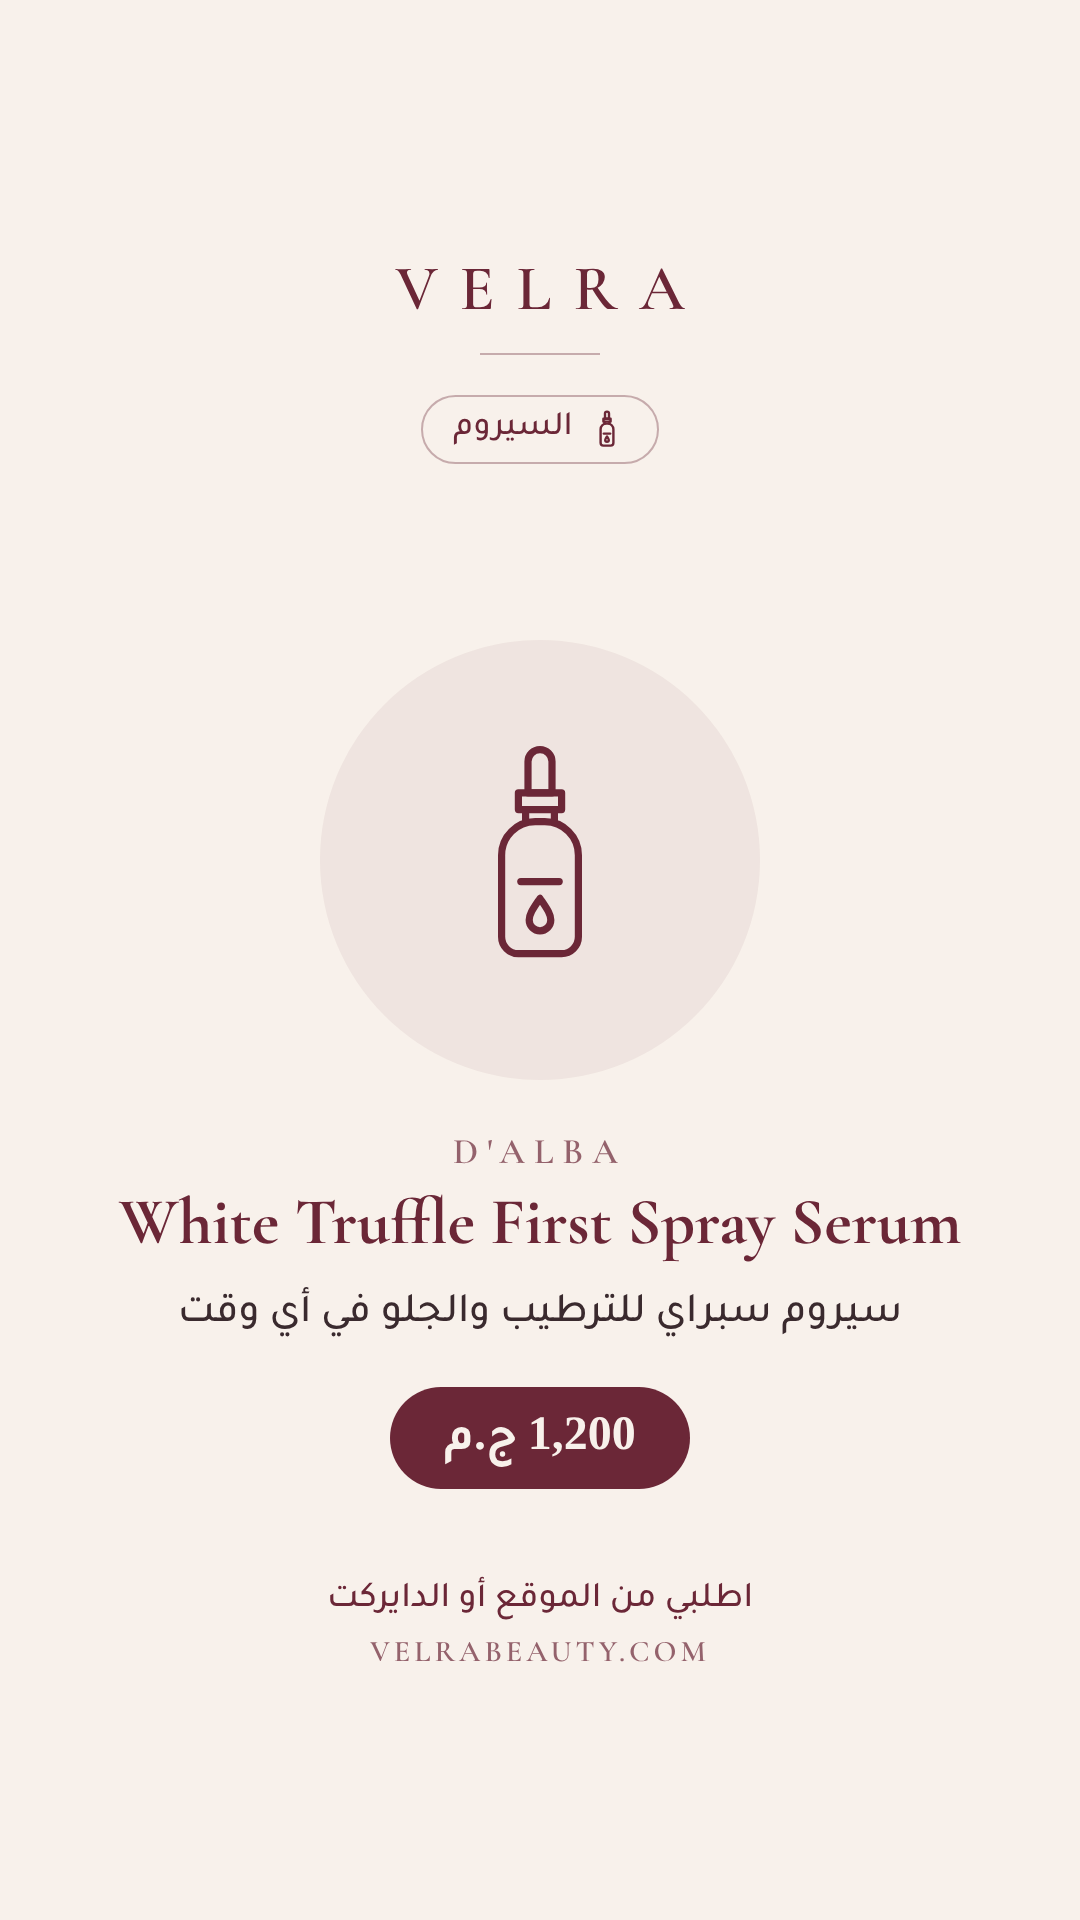 VELRA
السيروم
D'ALBA
White Truffle First Spray Serum
سيروم سبراي للترطيب والجلو في أي وقت
1,200 ج.م
اطلبي من الموقع أو الدايركت
VELRABEAUTY.COM